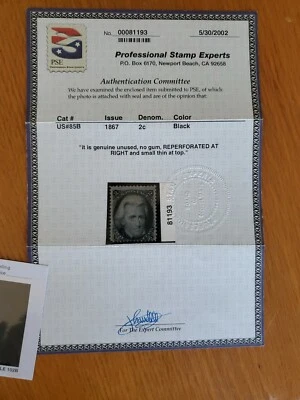 No. 00081193
5/30/2002
PSE
Professional Stamp Experts
P.O. Box 6170, Newport Beach, CA 92658
Authentication Committee
We have examined the enclosed item submitted to PSE, of which
the photo is attached with seal and are of the opinion that:
Cat # Issue Denom. Color
US#85B 1867 2c Black
"It is genuine unused, no gum, REPERFORATED AT
RIGHT and small thin at top."
81193
For The Expert Committee